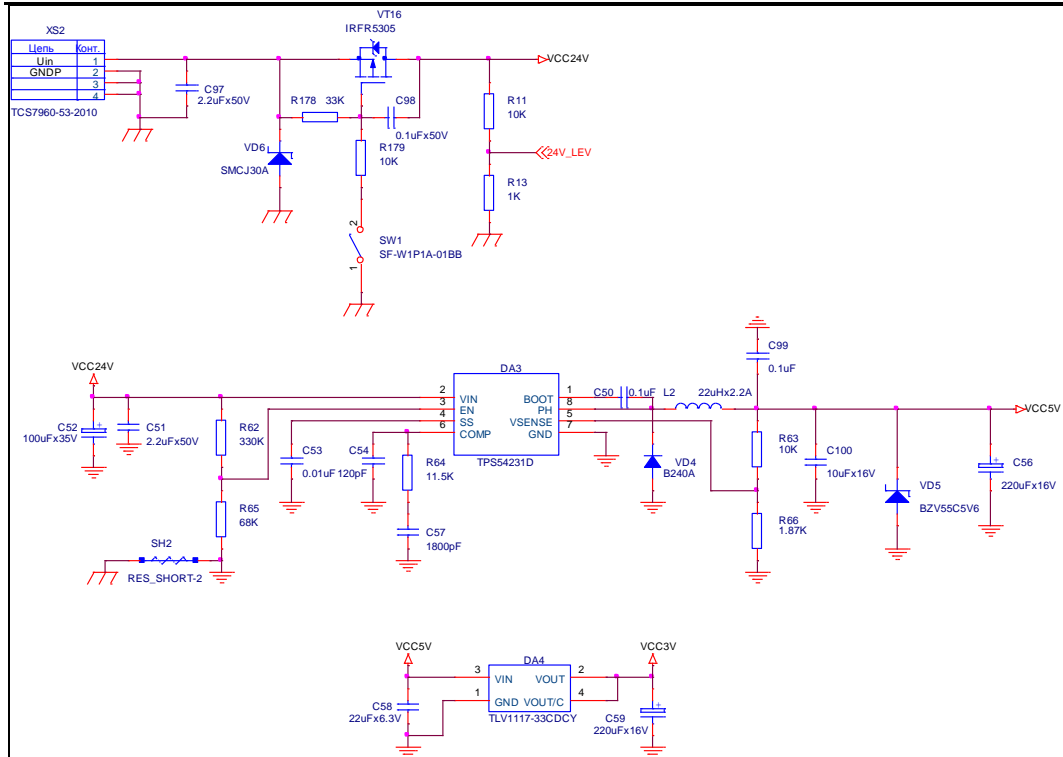 XS2
Цепь Конт.
Uin 1
GNDP 2
3
4
TCS7960-53-2010
C97
2.2uFx50V
VT16
IRFR5305
R178 33K
C98
0.1uFx50V
VD6
SMCJ30A
R179
10K
2
SW1
SF-W1P1A-01BB
1
VCC24V
R11
10K
24V_LEV
R13
1K
VCC24V
C52
100uFx35V
C51
2.2uFx50V
R62
330K
R65
68K
SH2
RES_SHORT-2
C53
0.01uF
C54
120pF
R64
11.5K
C57
1800pF
DA3
2 VIN BOOT 1
3 EN PH 8
4 SS VSENSE 5
6 COMP GND 7
TPS54231D
C50 0.1uF
L2 22uHx2.2A
VD4
B240A
C99
0.1uF
R63
10K
R66
1.87K
C100
10uFx16V
VD5
BZV55C5V6
C56
220uFx16V
VCC5V
VCC5V
C58
22uFx6.3V
DA4
3 VIN VOUT 2
1 GND VOUT/C 4
TLV1117-33CDCY
VCC3V
C59
220uFx16V